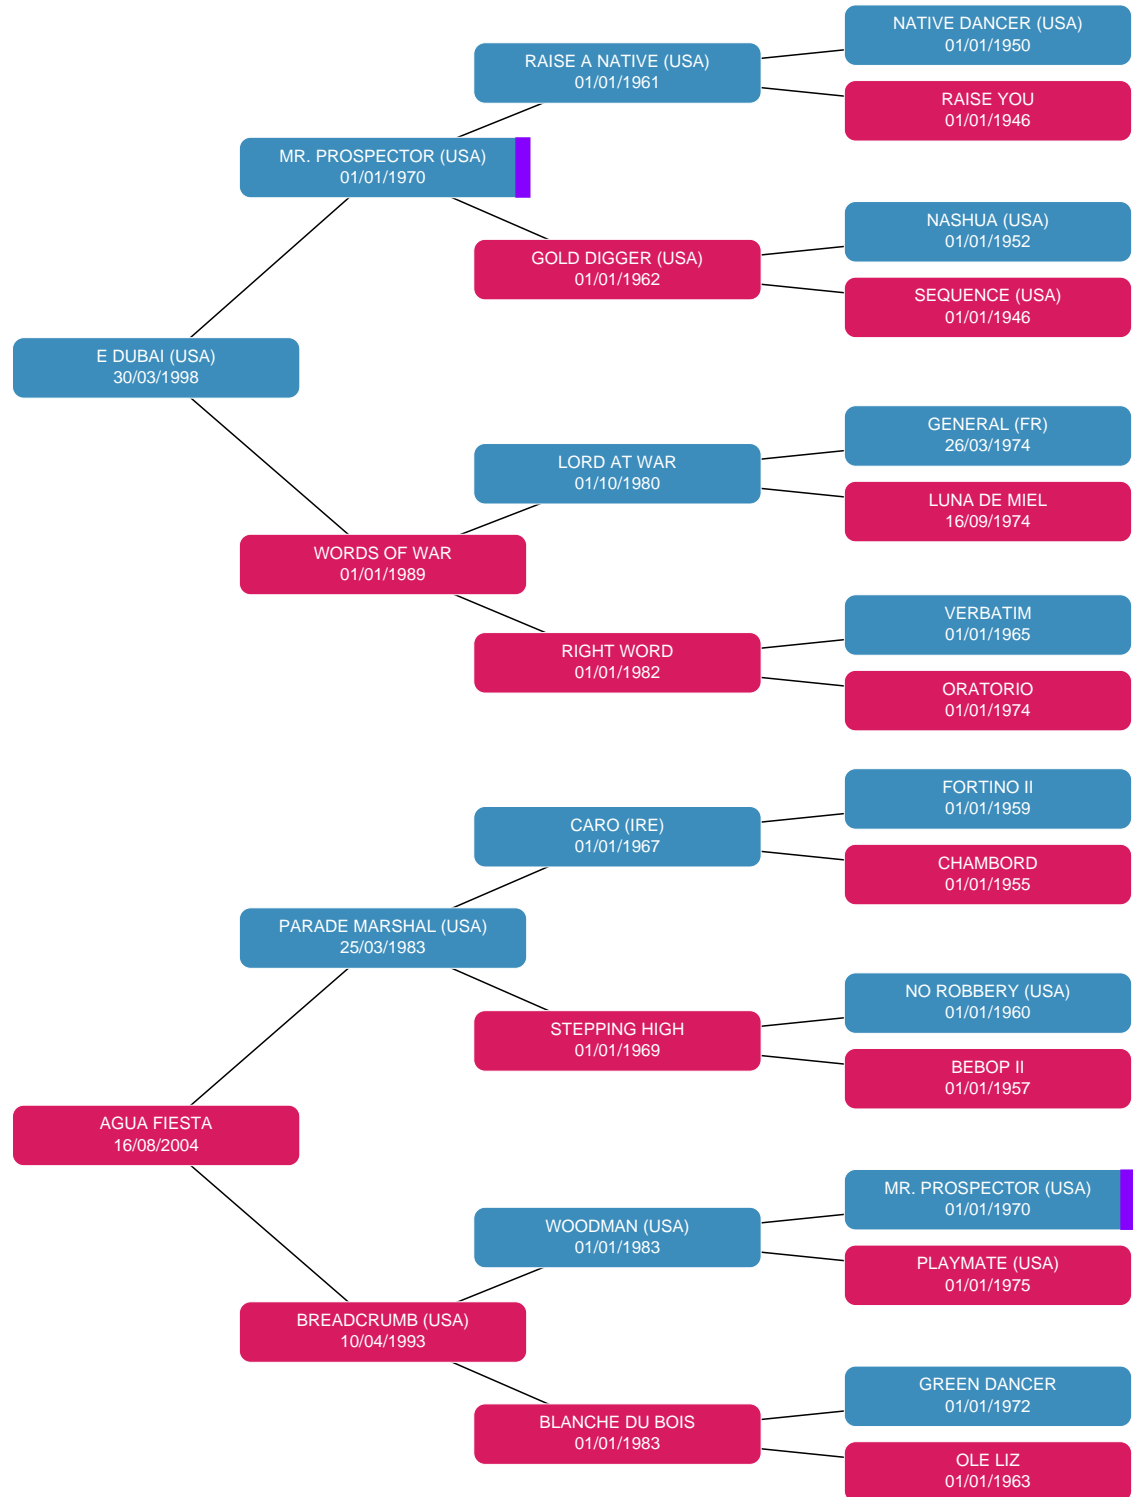 NATIVE DANCER (USA)
01/01/1950
RAISE A NATIVE (USA)
01/01/1961
RAISE YOU
01/01/1946
MR. PROSPECTOR (USA)
01/01/1970
NASHUA (USA)
01/01/1952
GOLD DIGGER (USA)
01/01/1962
SEQUENCE (USA)
01/01/1946
E DUBAI (USA)
30/03/1998
GENERAL (FR)
26/03/1974
LORD AT WAR
01/10/1980
LUNA DE MIEL
16/09/1974
WORDS OF WAR
01/01/1989
VERBATIM
01/01/1965
RIGHT WORD
01/01/1982
ORATORIO
01/01/1974
FORTINO II
01/01/1959
CARO (IRE)
01/01/1967
CHAMBORD
01/01/1955
PARADE MARSHAL (USA)
25/03/1983
NO ROBBERY (USA)
01/01/1960
STEPPING HIGH
01/01/1969
BEBOP II
01/01/1957
AGUA FIESTA
16/08/2004
MR. PROSPECTOR (USA)
01/01/1970
WOODMAN (USA)
01/01/1983
PLAYMATE (USA)
01/01/1975
BREADCRUMB (USA)
10/04/1993
GREEN DANCER
01/01/1972
BLANCHE DU BOIS
01/01/1983
OLE LIZ
01/01/1963